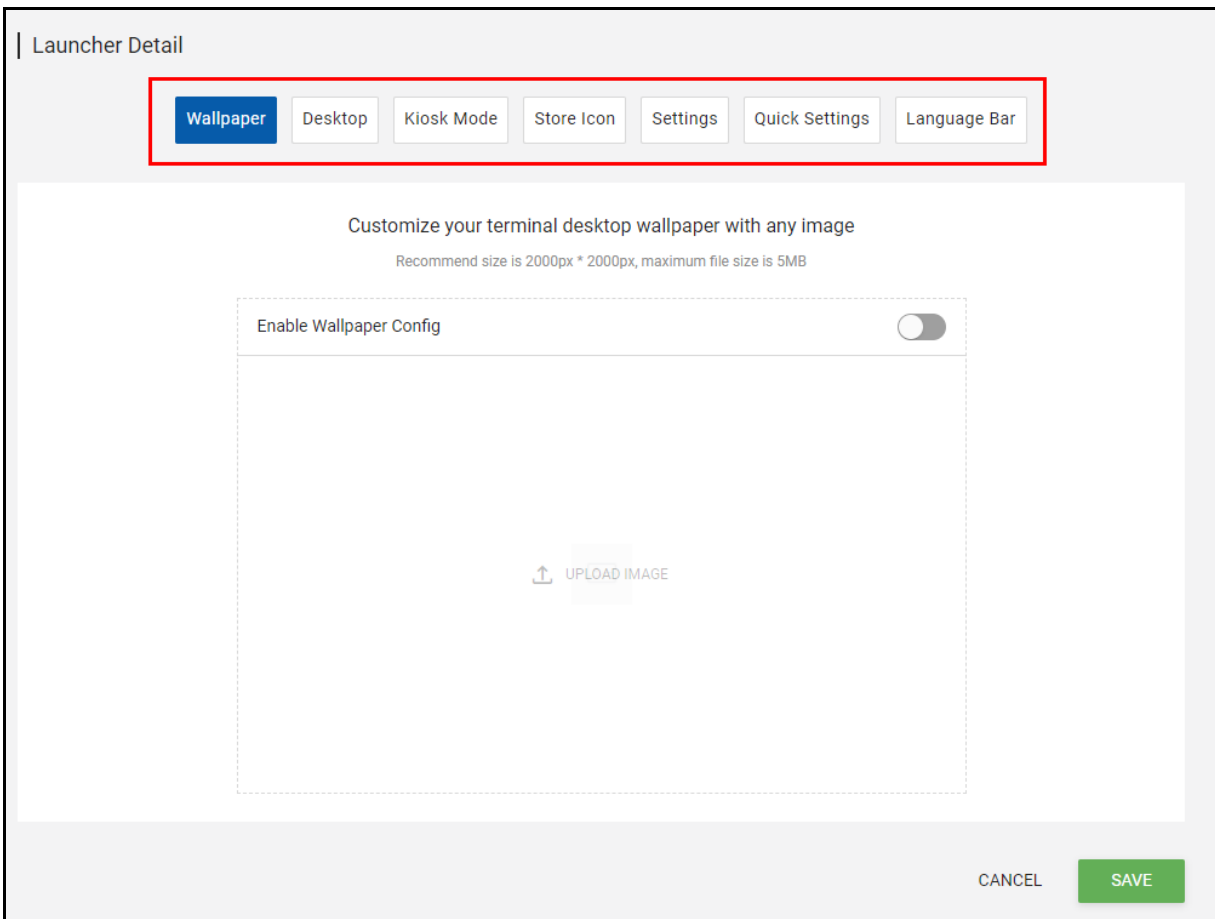 Launcher Detail
Wallpaper Desktop Kiosk Mode Store Icon Settings Quick Settings Language Bar
Customize your terminal desktop wallpaper with any image
Recommend size is 2000px * 2000px, maximum file size is 5MB
Enable Wallpaper Config
UPLOAD IMAGE
CANCEL SAVE